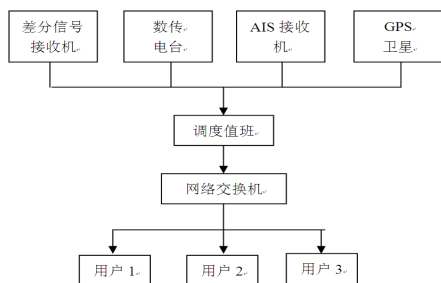 差分信号
接收机
数传
电台
AIS 接收
机
GPS
卫星
调度值班
网络交换机
用户 1
用户 2
用户 3